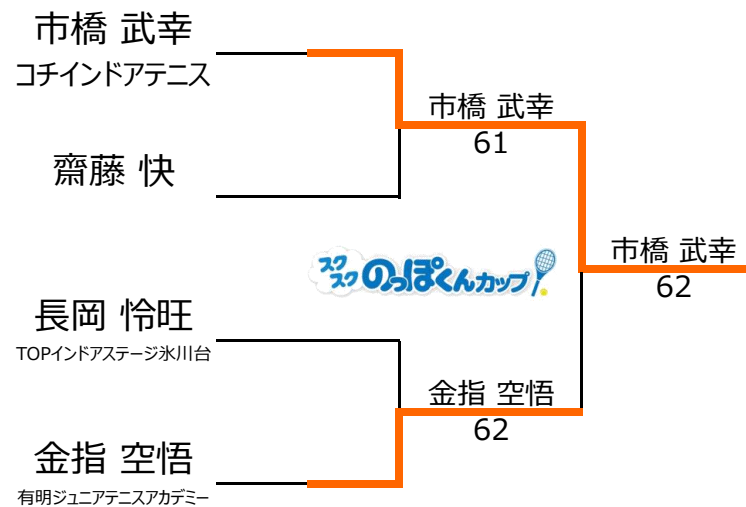 市橋 武幸
コチインドアテニス
市橋 武幸
61
齋藤 快
スクスク のっぽくんカップ
市橋 武幸
62
長岡 怜旺
TOPインドアステージ氷川台
金指 空悟
62
金指 空悟
有明ジュニアテニスアカデミー